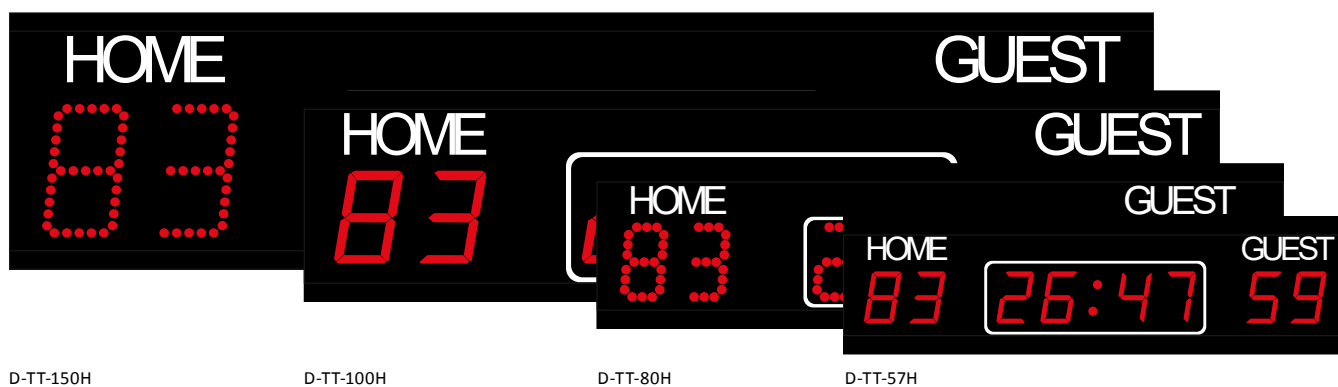 HOME GUEST
83
HOME GUEST
83
HOME GUEST
83
HOME GUEST
83 26:47 59
D-TT-150H D-TT-100H D-TT-80H D-TT-57H